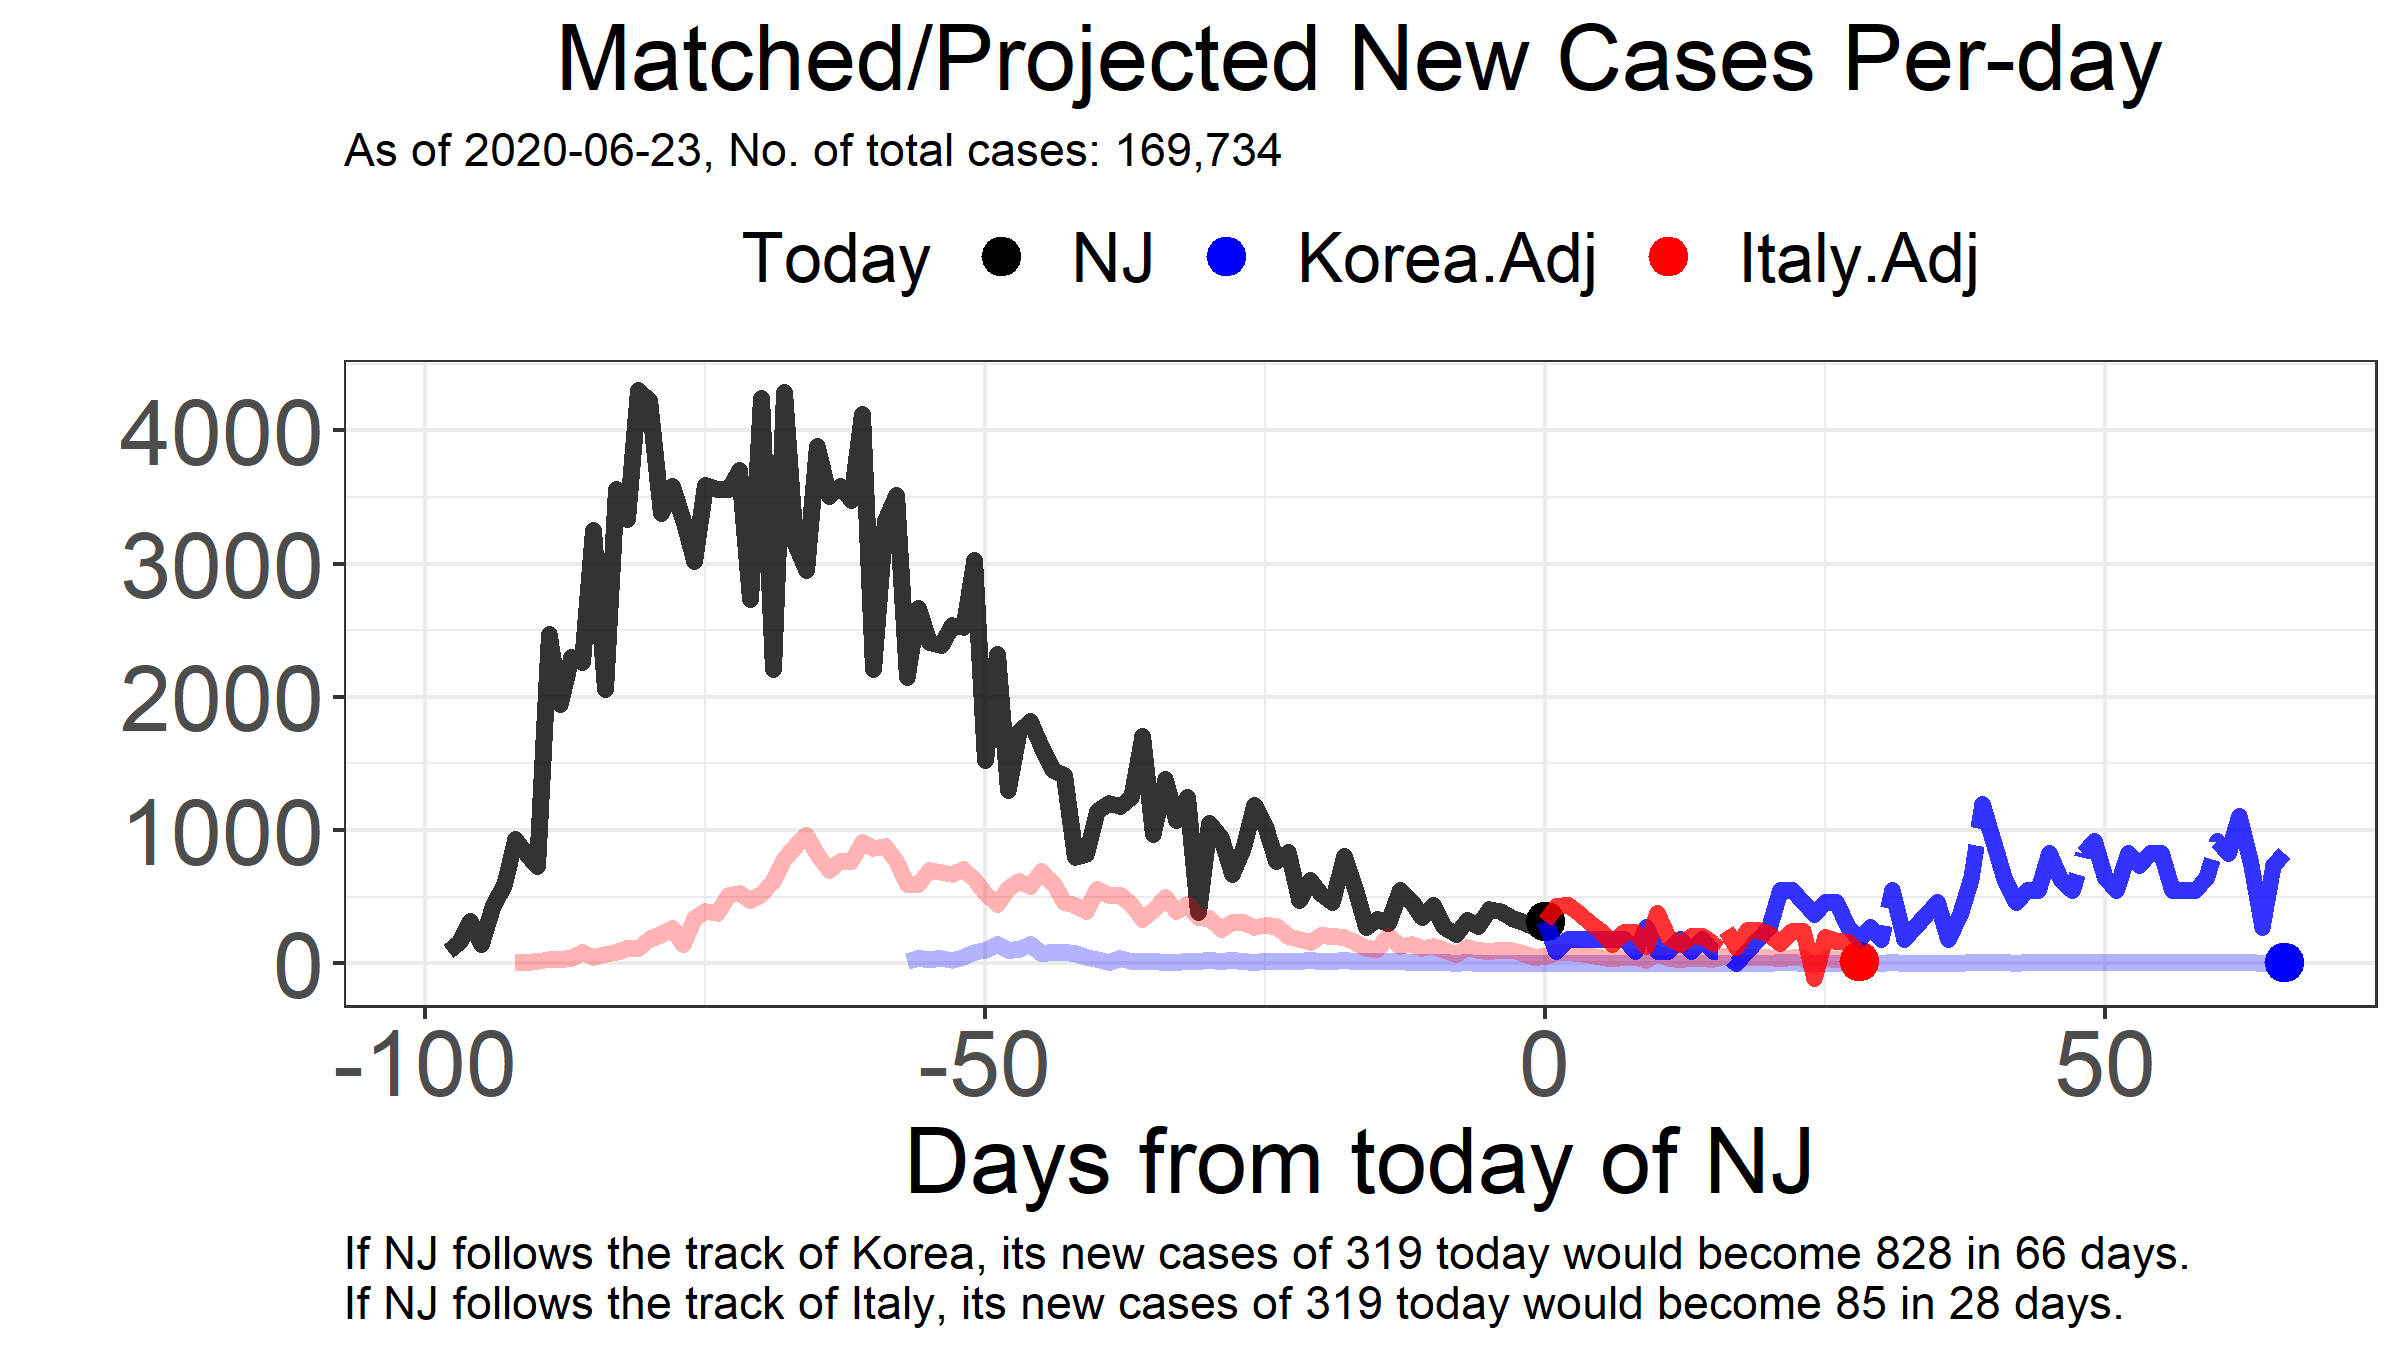 Matched/Projected New Cases Per-day
As of 2020-06-23, No. of total cases: 169,734
Today NJ Korea.Adj Italy.Adj
4000
3000
2000
1000
0
-100 -50 0 50
Days from today of NJ
If NJ follows the track of Korea, its new cases of 319 today would become 828 in 66 days.
If NJ follows the track of Italy, its new cases of 319 today would become 85 in 28 days.